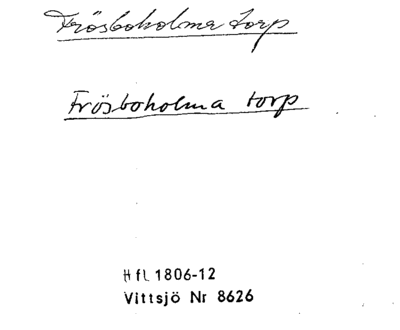 Frösboholma torp
Frösboholma torp
Hfl 1806-12
Vittsjö Nr 8626